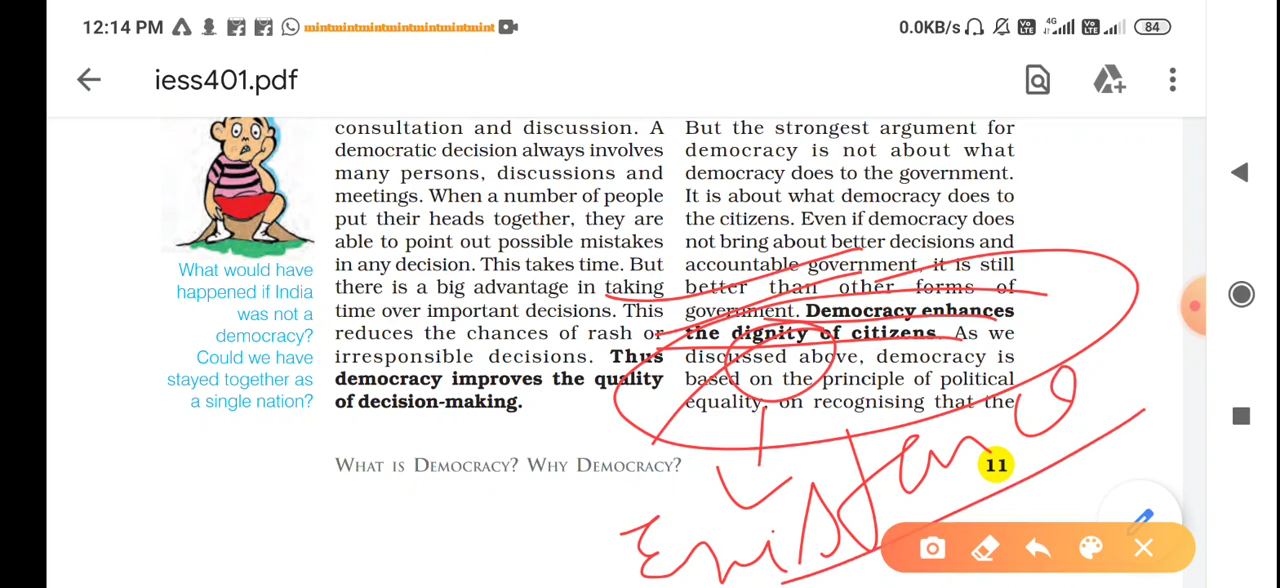 12:14 PM mintmintmintmintmintmintmint 0.0KB/s Vo LTE 4G Vo LTE 84
iess401.pdf
What would have
happened if India
was not a
democracy?
Could we have
stayed together as
a single nation?
consultation and discussion. A
democratic decision always involves
many persons, discussions and
meetings. When a number of people
put their heads together, they are
able to point out possible mistakes
in any decision. This takes time. But
there is a big advantage in taking
time over important decisions. This
reduces the chances of rash or
irresponsible decisions. Thus
democracy improves the quality
of decision-making.
But the strongest argument for
democracy is not about what
democracy does to the government.
It is about what democracy does to
the citizens. Even if democracy does
not bring about better decisions and
accountable government, it is still
better than other forms of
government. Democracy enhances
the dignity of citizens. As we
discussed above, democracy is
based on the principle of political
equality, on recognising that the
What is Democracy? Why Democracy?
11